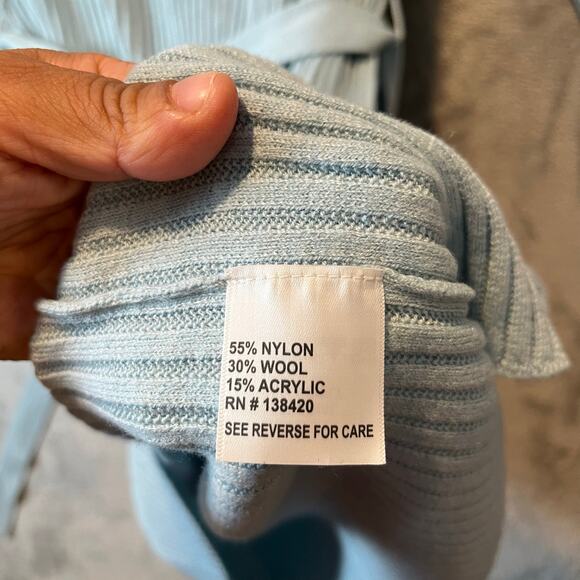 55% NYLON
30% WOOL
15% ACRYLIC
RN # 138420
SEE REVERSE FOR CARE